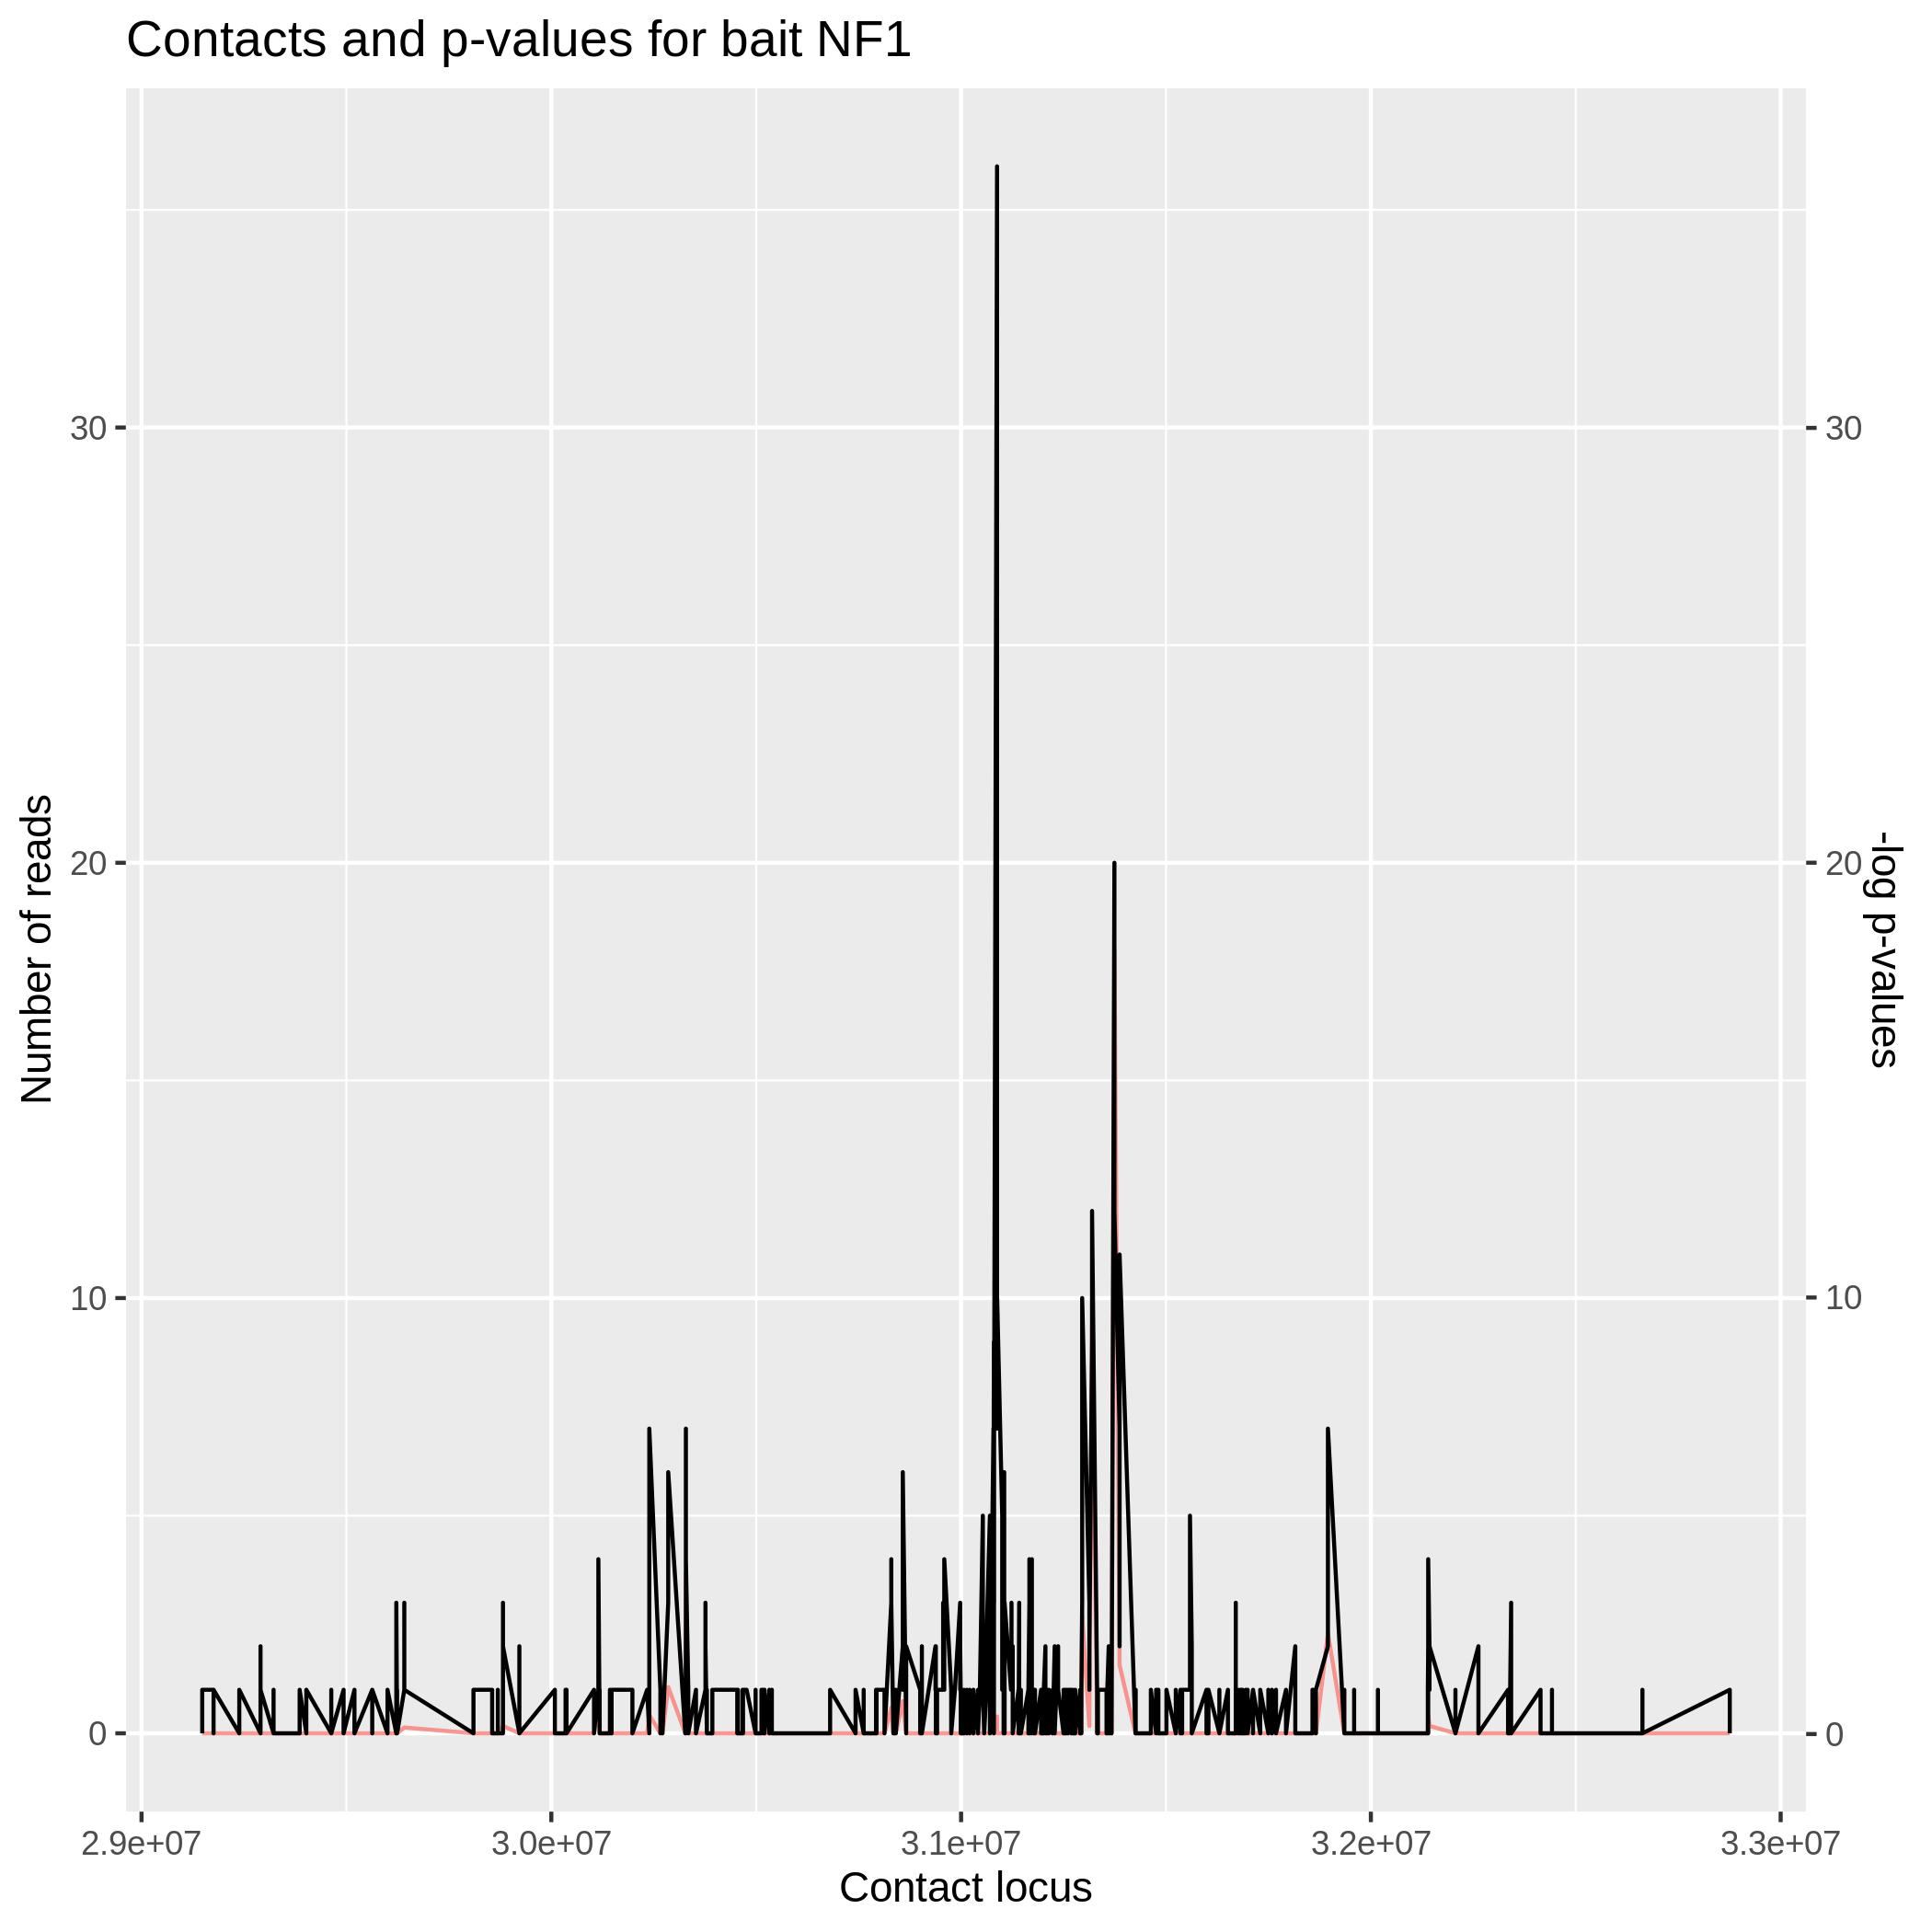 Contacts and p-values for bait NF1
30
20
10
0
30
20
10
0
Number of reads
-log p-values
2.9e+07 3.0e+07 3.1e+07 3.2e+07 3.3e+07
Contact locus